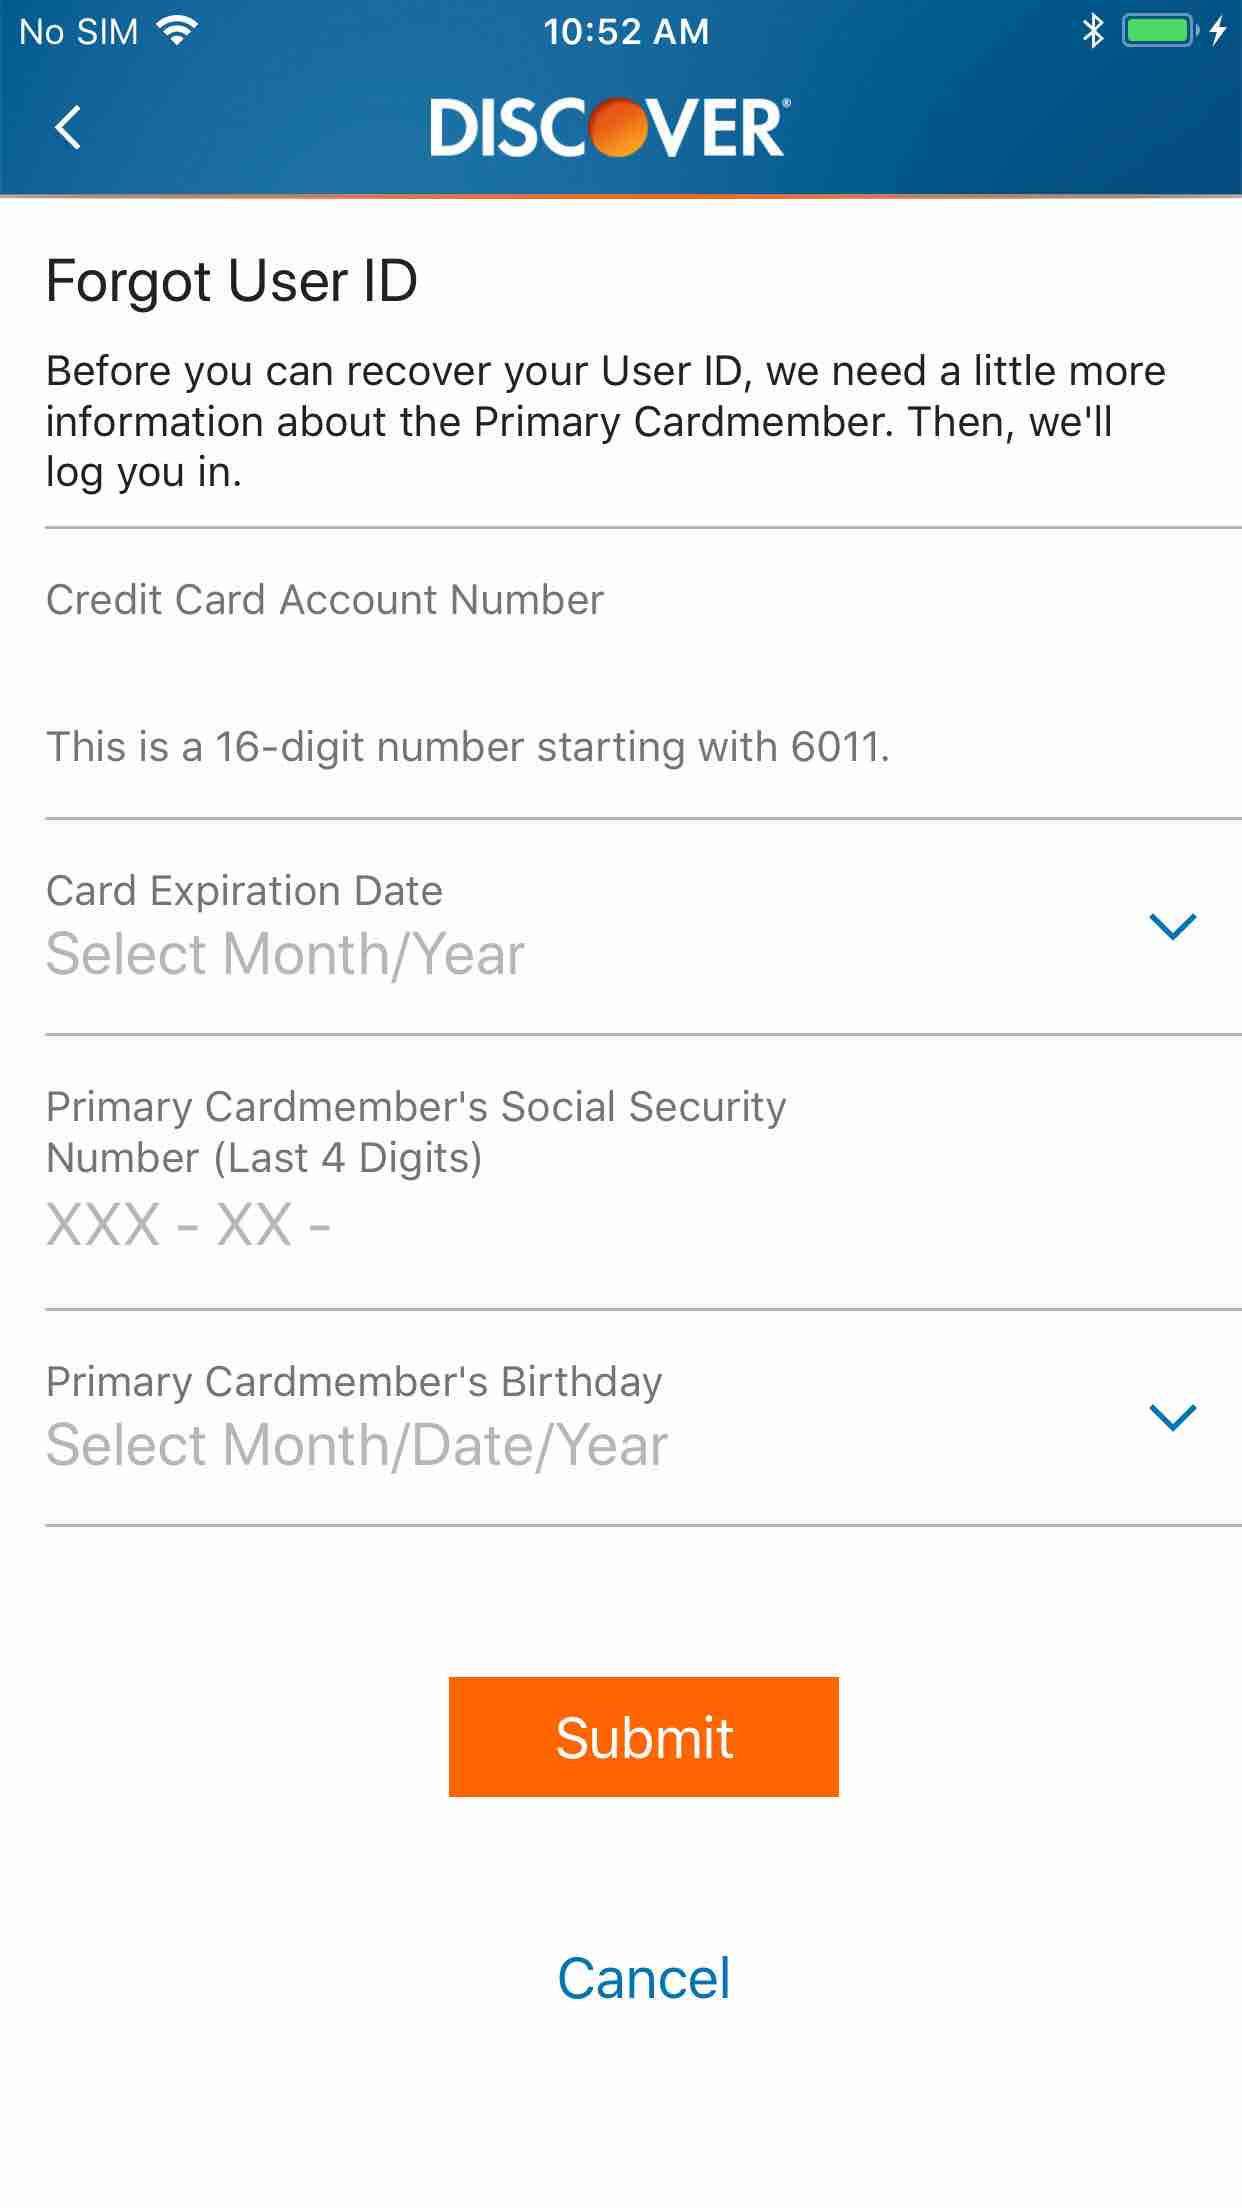 No SIM 10:52 AM
DISCOVER®
Forgot User ID
Before you can recover your User ID, we need a little more
information about the Primary Cardmember. Then, we'll
log you in.
Credit Card Account Number
This is a 16-digit number starting with 6011.
Card Expiration Date
Select Month/Year
Primary Cardmember's Social Security
Number (Last 4 Digits)
XXX - XX -
Primary Cardmember's Birthday
Select Month/Date/Year
Submit
Cancel